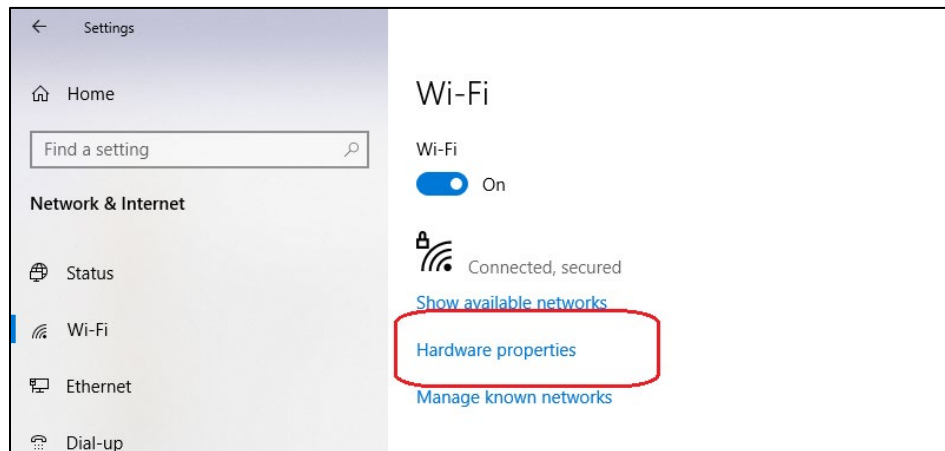 Settings
Home
Find a setting
Network & Internet
Status
Wi-Fi
Ethernet
Dial-up
Wi-Fi
Wi-Fi
On
Connected, secured
Show available networks
Hardware properties
Manage known networks